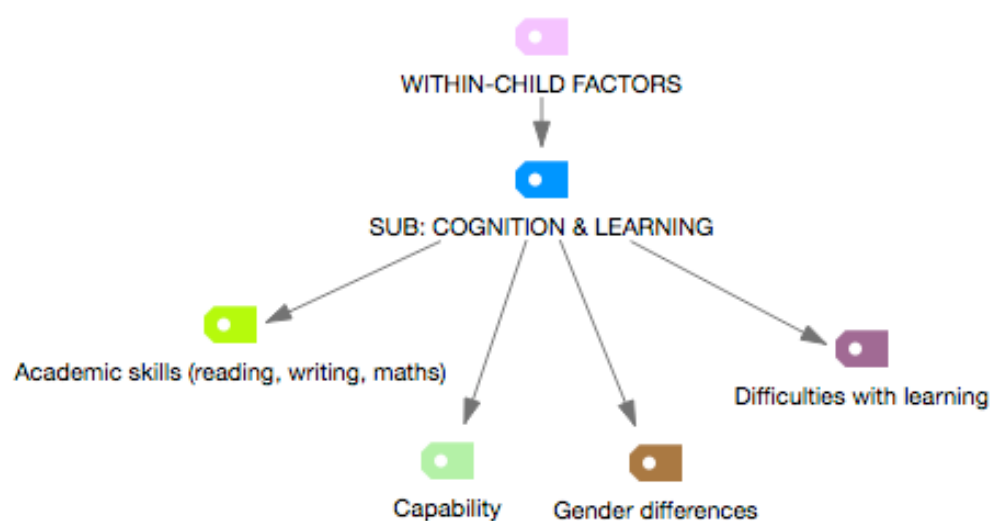 WITHIN-CHILD FACTORS
SUB: COGNITION & LEARNING
Academic skills (reading, writing, maths)
Difficulties with learning
Capability
Gender differences